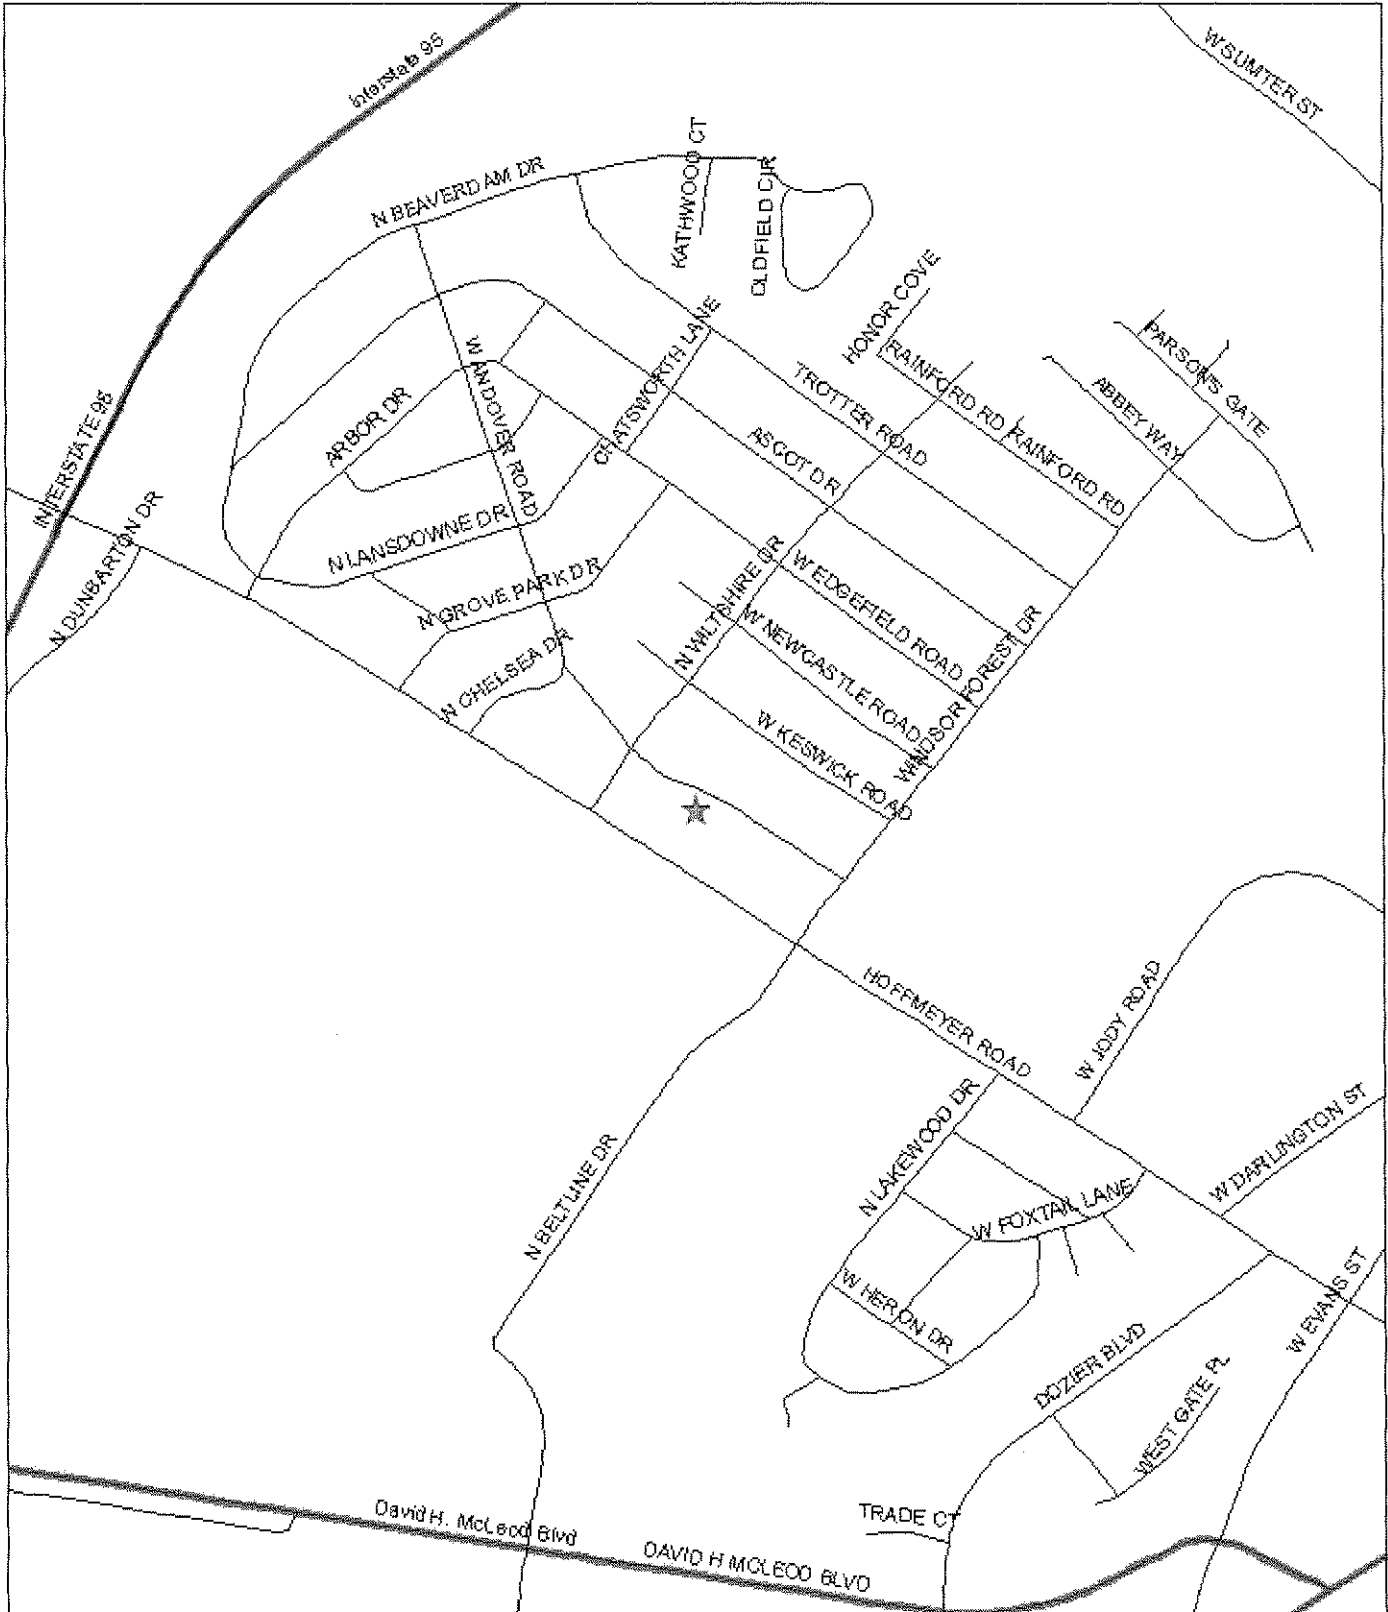 Interstate 95
W SUMTER ST
N BEAVERDAM DR
KATHWOOD CT
OLDFIELD CIR
HONOR COVE
PARSON'S GATE
RAINFORD RD
RAINFORD RD
ABBEY WAY
W ANDOVER ROAD
CHATSWORTH LANE
TROTTER ROAD
ARBOR DR
ASCOT DR
INTERSTATE 95
N DUNBARTON DR
N LANSDOWNE DR
N GROVE PARK DR
N WILTSHIRE DR
W EDGEFIELD ROAD
W NEWCASTLE ROAD
WINDSOR FOREST DR
N CHELSEA DR
W KESWICK ROAD
HOFFMEYER ROAD
W JODY ROAD
N LAKEWOOD DR
W DARLINGTON ST
N BELTLINE DR
W FOXTAIL LANE
W HERON DR
W EVANS ST
DOZIER BLVD
WEST GATE PL
TRADE CT
David H. McLeod Blvd
DAVID H MCLEOD BLVD